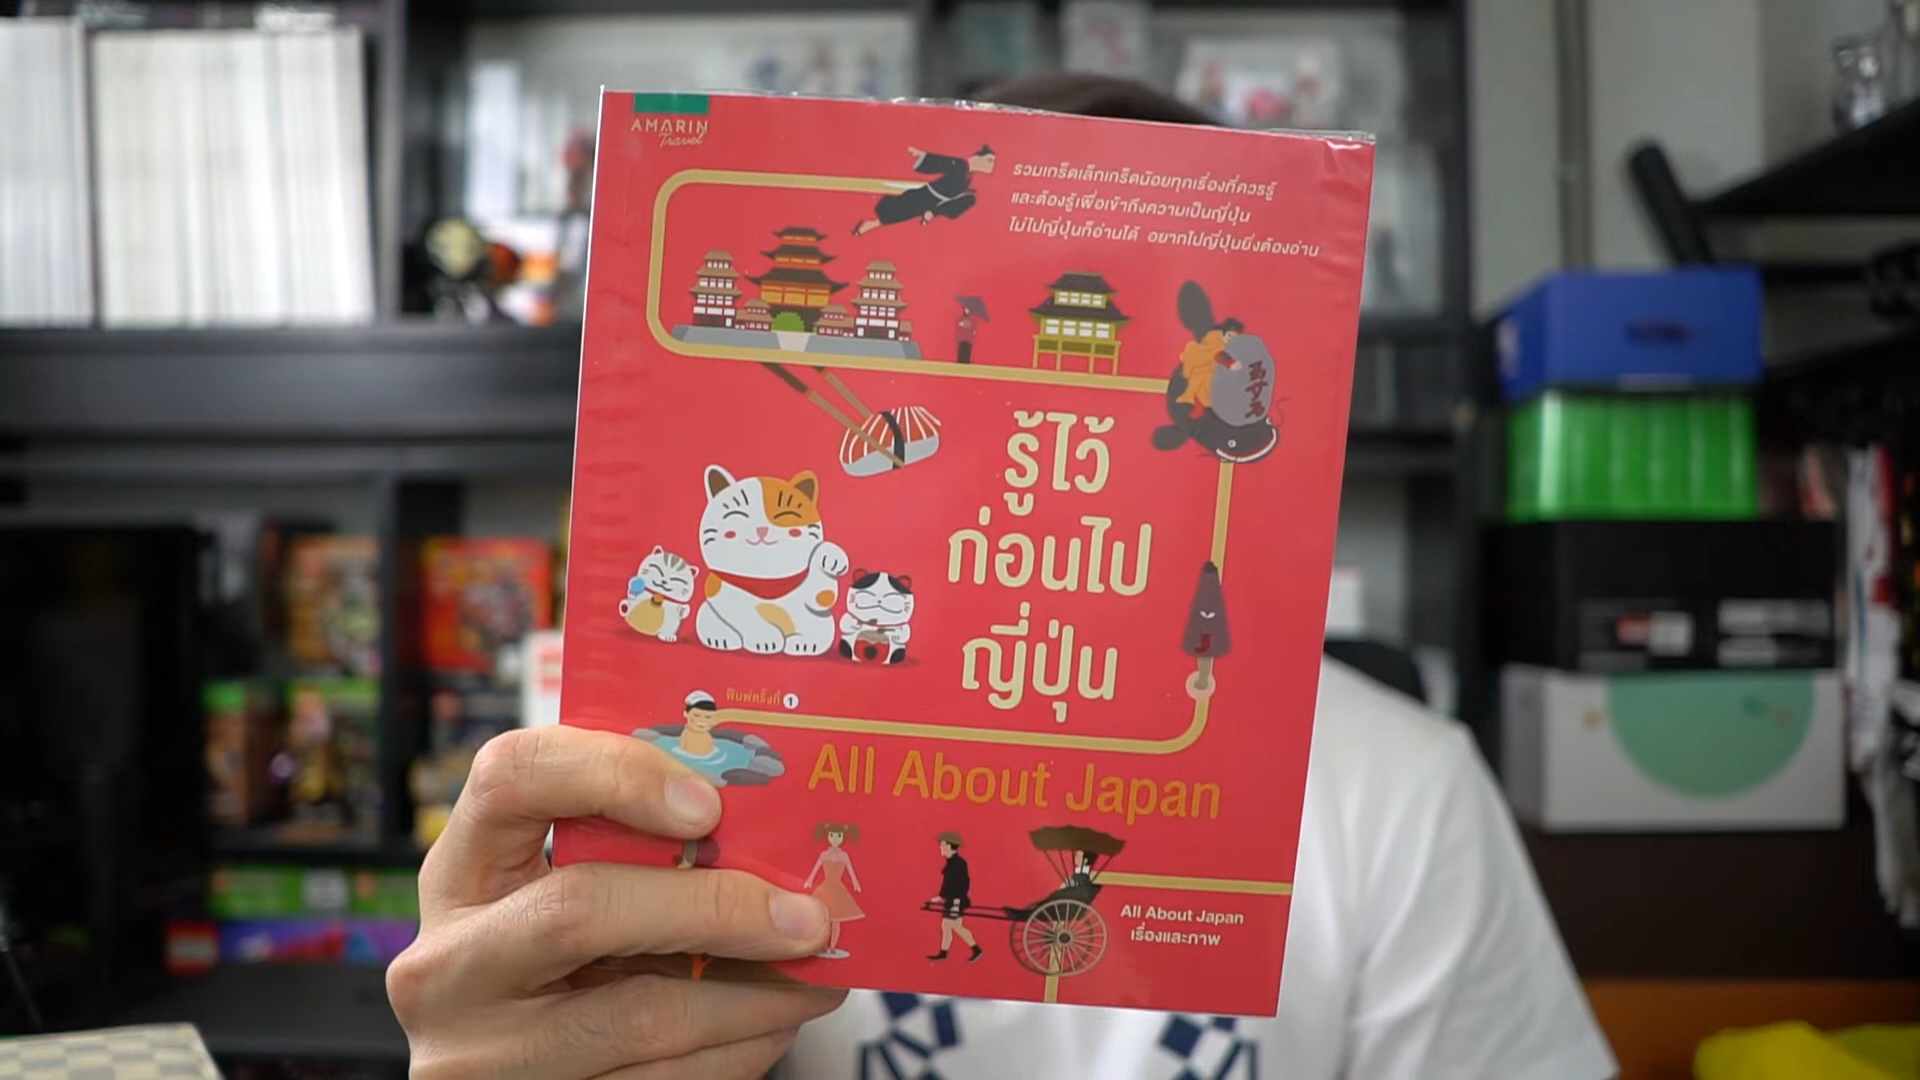 AMARIN
Travel
รวมเกร็ดเล็กเกร็ดน้อยทุกเรื่องที่ควรรู้
และต้องรู้เพื่อเข้าถึงความเป็นญี่ปุ่น
ไม่ไปญี่ปุ่นก็อ่านได้ อยากไปญี่ปุ่นยิ่งต้องอ่าน
รู้ไว้
ก่อนไป
ญี่ปุ่น
พิมพ์ครั้งที่ 1
All About Japan
All About Japan
เรื่องและภาพ